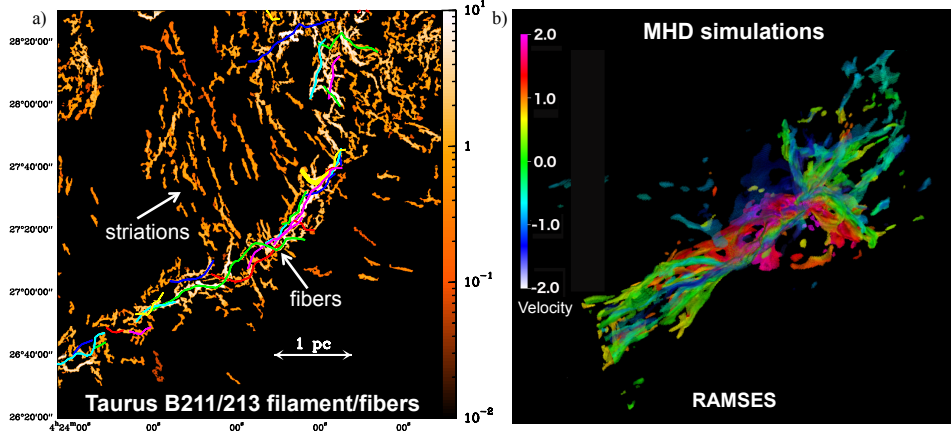 a)
28°20'00"
28°00'00"
27°40'00"
27°20'00"
27°00'00"
26°40'00"
26°20'00"
4ʰ24ᵐ00ˢ
00ˢ
00ˢ
00ˢ
00ˢ
striations
fibers
1 pc
Taurus B211/213 filament/fibers
10¹
1
10⁻¹
10⁻²
b)
MHD simulations
2.0
1.0
0.0
-1.0
-2.0
Velocity
RAMSES